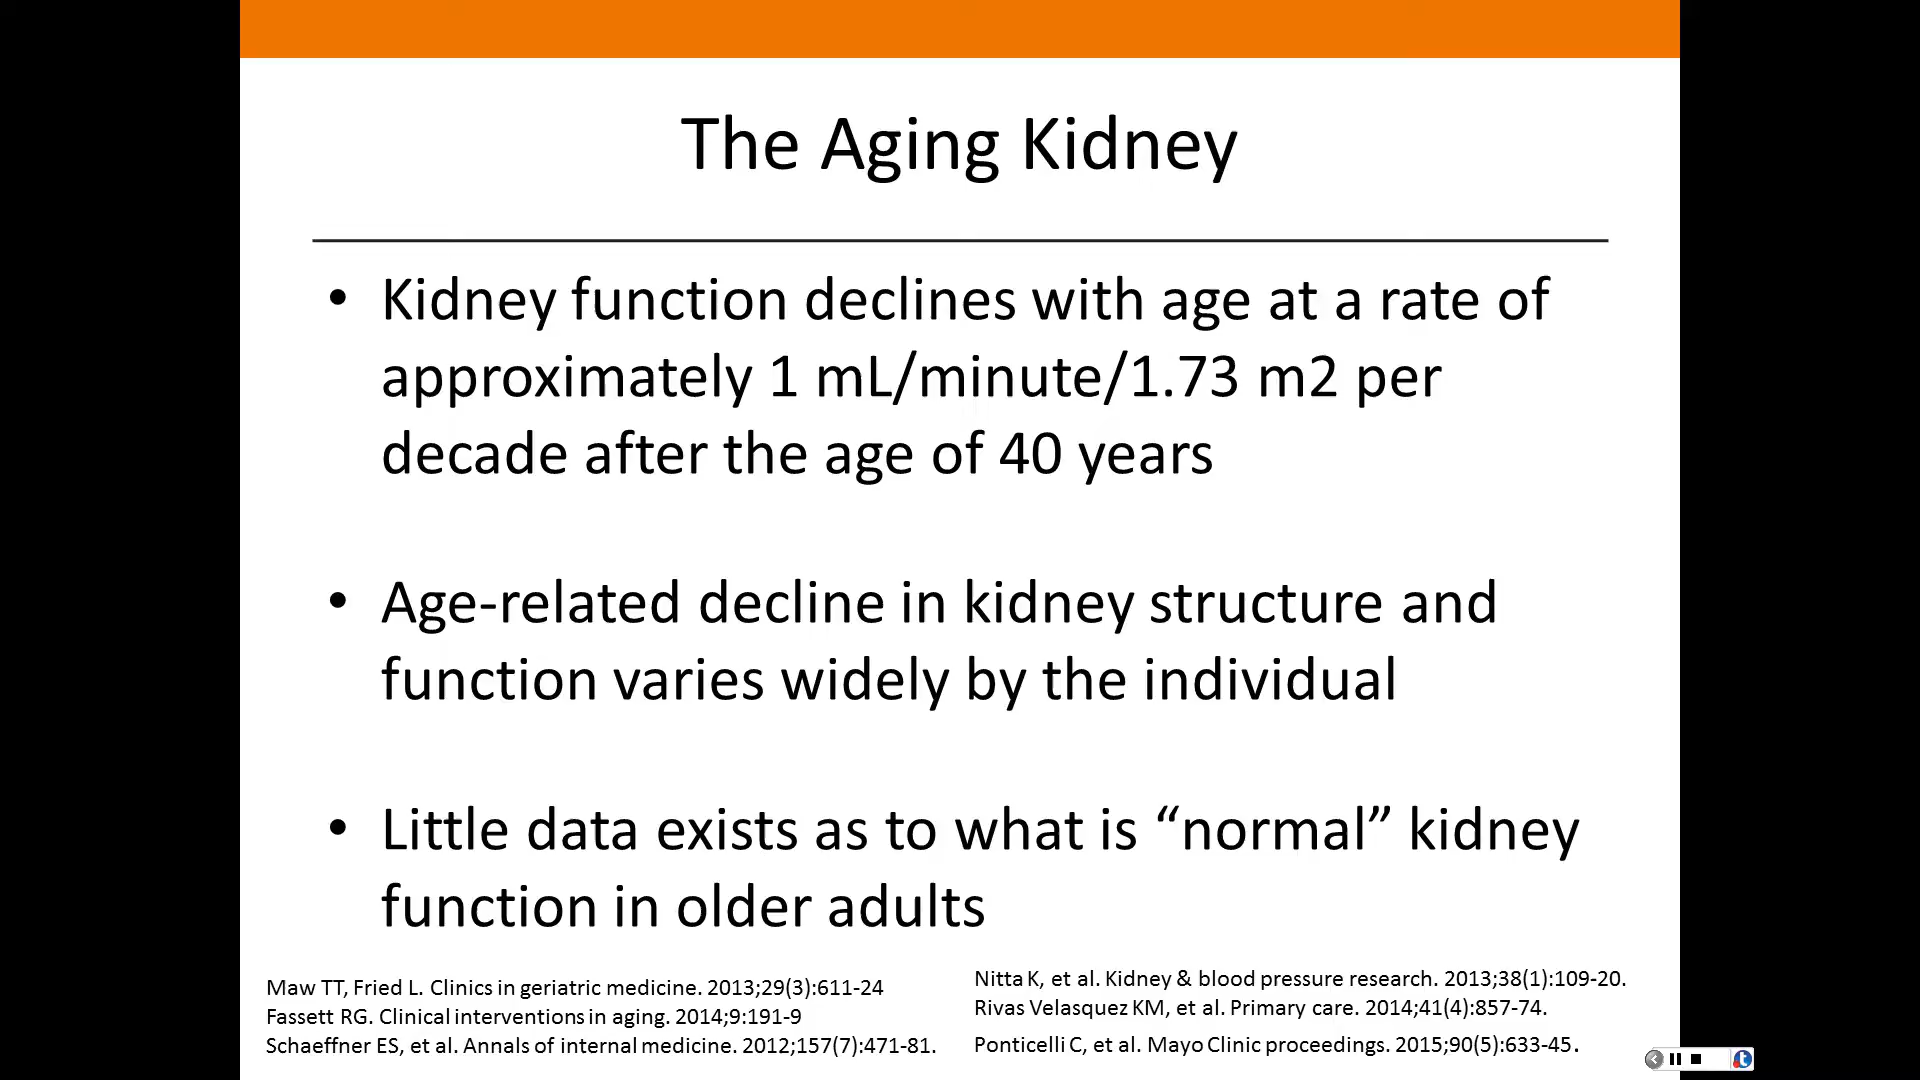 The Aging Kidney
• Kidney function declines with age at a rate of
approximately 1 mL/minute/1.73 m2 per
decade after the age of 40 years
• Age-related decline in kidney structure and
function varies widely by the individual
• Little data exists as to what is “normal” kidney
function in older adults
Maw TT, Fried L. Clinics in geriatric medicine. 2013;29(3):611-24
Fassett RG. Clinical interventions in aging. 2014;9:191-9
Schaeffner ES, et al. Annals of internal medicine. 2012;157(7):471-81.
Nitta K, et al. Kidney & blood pressure research. 2013;38(1):109-20.
Rivas Velasquez KM, et al. Primary care. 2014;41(4):857-74.
Ponticelli C, et al. Mayo Clinic proceedings. 2015;90(5):633-45.
t